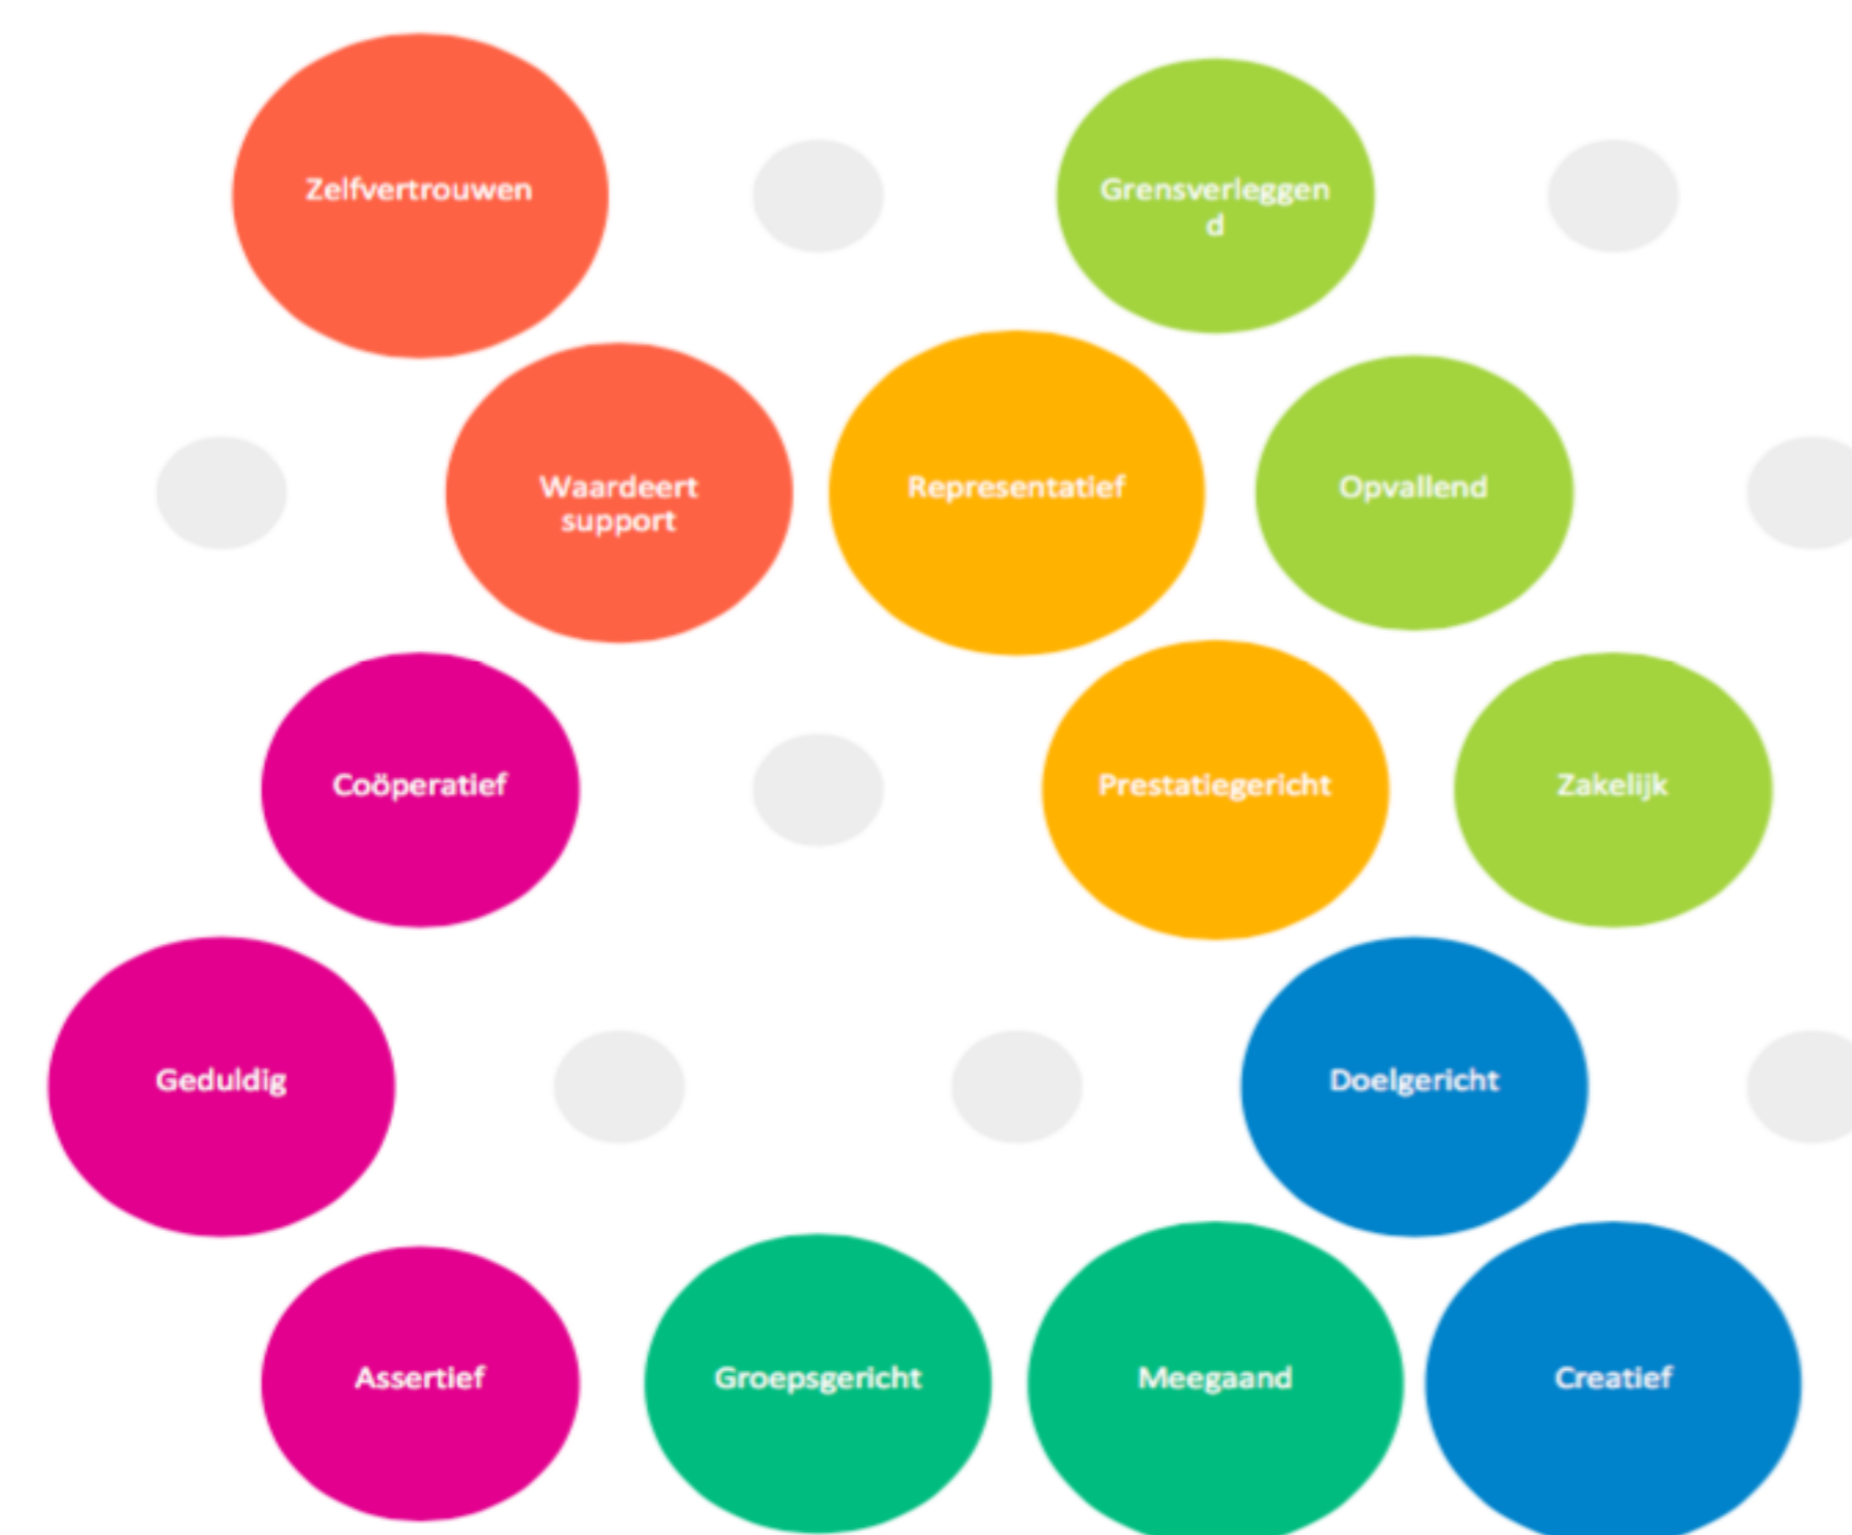 Zelfvertrouwen
Grensverleggen
d
Waardeert
support
Representatief
Opvallend
Coöperatief
Prestatiegericht
Zakelijk
Geduldig
Doelgericht
Assertief
Groepsgericht
Meegaand
Creatief